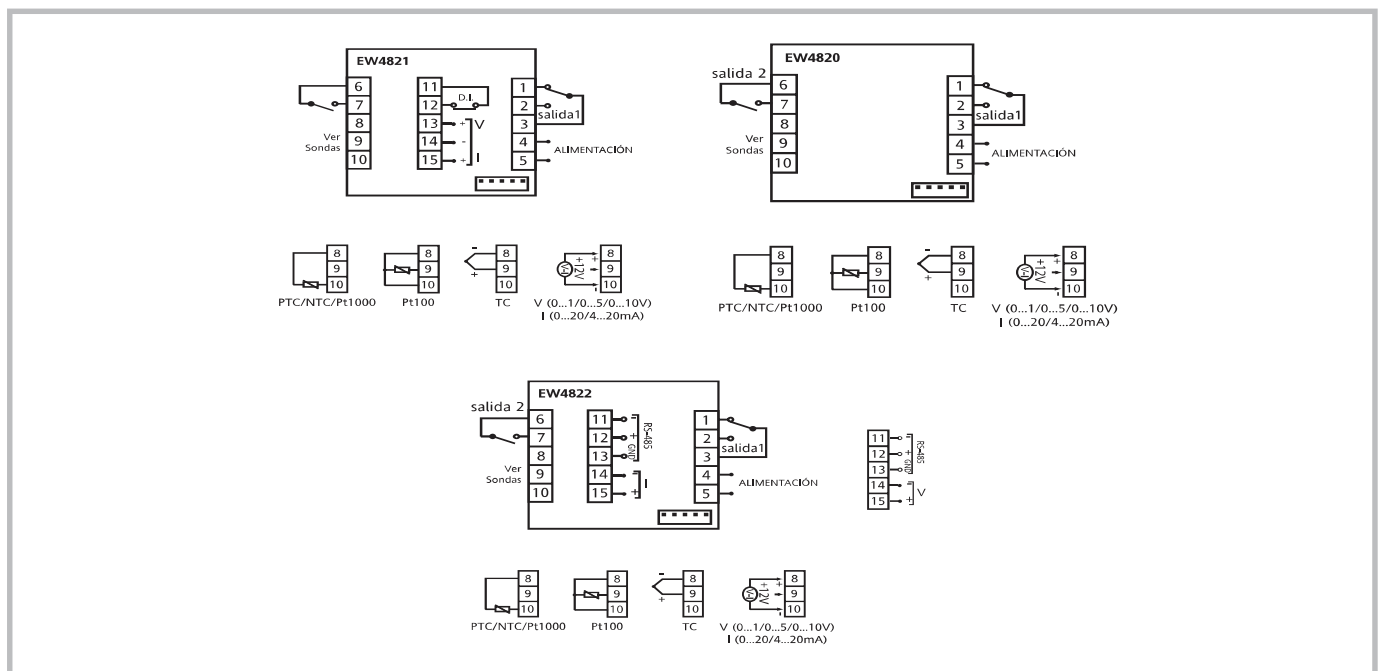 EW4821
6
7
8
9
10
Ver
Sondas
11
12
13
14
15
D.I.
+ V
-
+ I
1
2
3
4
5
salida1
ALIMENTACIÓN
EW4820
salida 2
6
7
8
9
10
Ver
Sondas
1
2
3
4
5
salida1
ALIMENTACIÓN
8
9
10
PTC/NTC/Pt1000
8
9
10
Pt100
-
+
8
9
10
TC
V-I
+12V
+
-
8
9
10
V (0...1/0...5/0...10V)
I (0...20/4...20mA)
8
9
10
PTC/NTC/Pt1000
8
9
10
Pt100
-
+
8
9
10
TC
V-I
+12V
+
-
8
9
10
V (0...1/0...5/0...10V)
I (0...20/4...20mA)
EW4822
salida 2
6
7
8
9
10
Ver
Sondas
11 -
12 +
13 GND
RS-485
14 -
15 +
I
1
2
3
4
5
salida1
ALIMENTACIÓN
11 -
12 +
13 GND
RS-485
14 -
15 +
V
8
9
10
PTC/NTC/Pt1000
8
9
10
Pt100
-
+
8
9
10
TC
V-I
+12V
+
-
8
9
10
V (0...1/0...5/0...10V)
I (0...20/4...20mA)